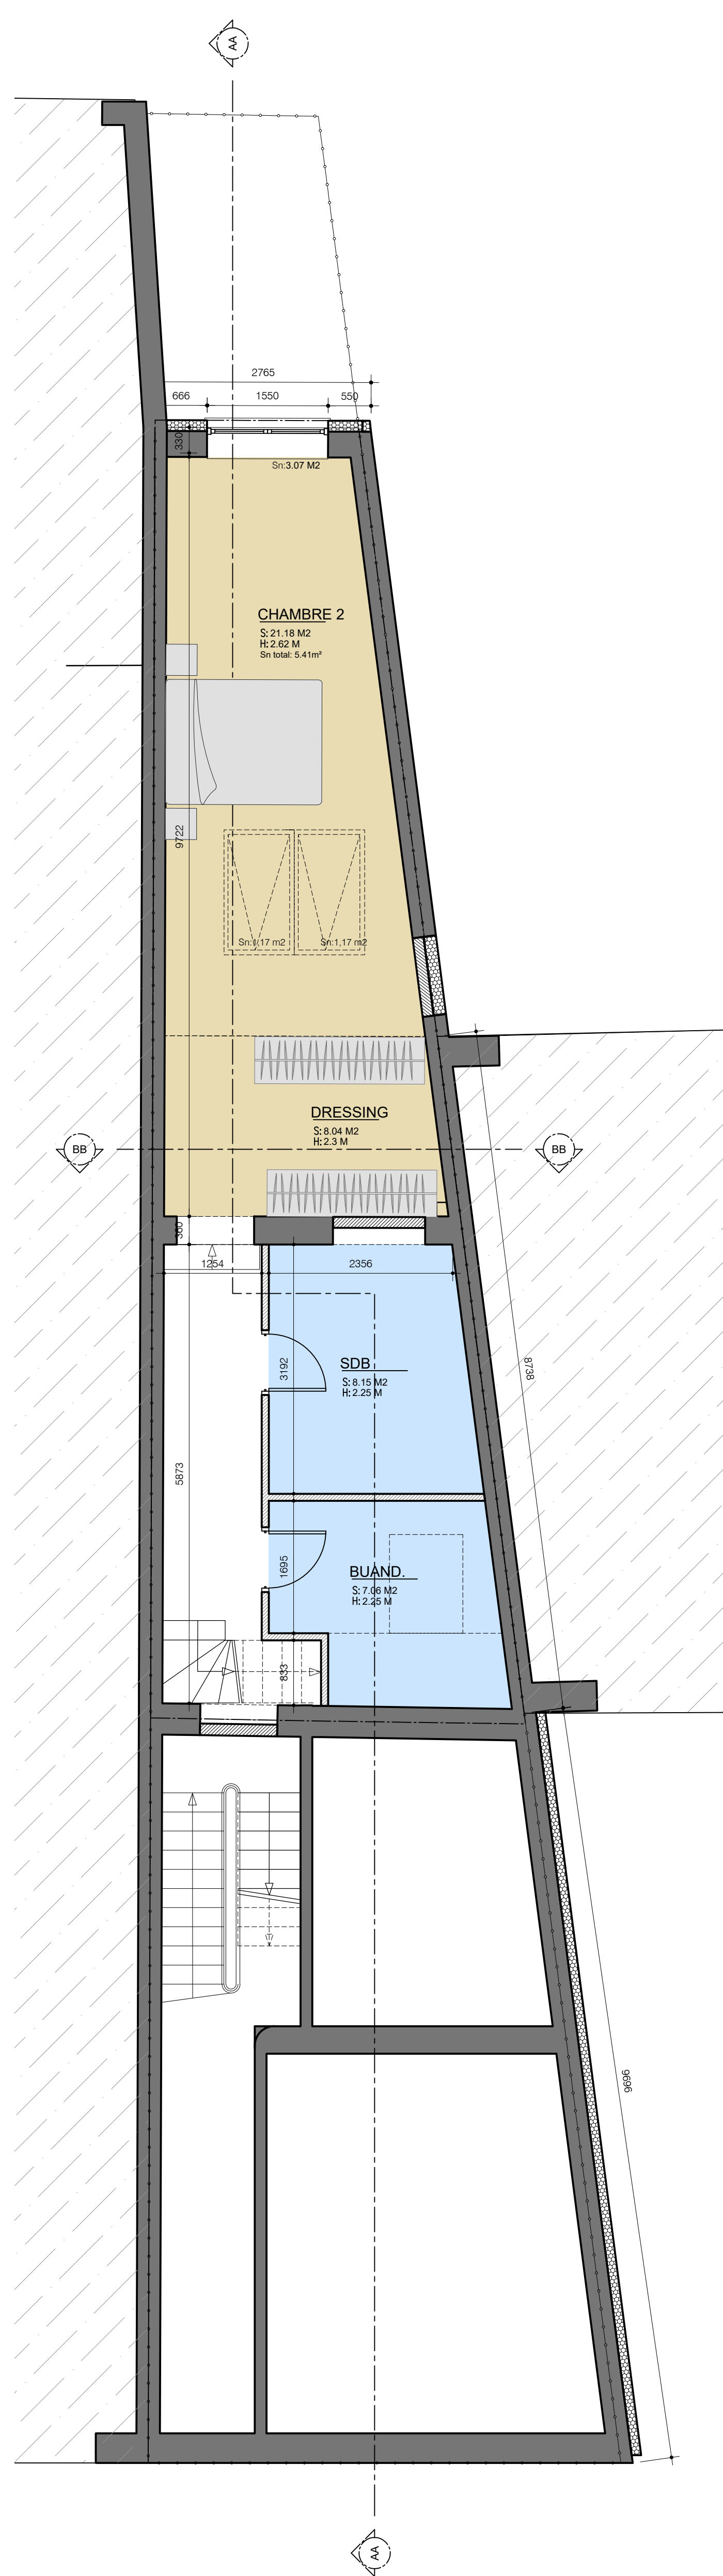 AA
2765
666
1550
550
330
Sn:3.07 M2
CHAMBRE 2
S: 21.18 M2
H: 2.62 M
Sn total: 5.41m²
9722
Sn:1,17 m2
Sn:1,17 m2
DRESSING
S: 8.04 M2
H: 2.3 M
BB
BB
360
1254
2356
SDB
S: 8.15 M2
H: 2.25 M
3192
8738
5873
BUAND.
S: 7.06 M2
H: 2.25 M
1695
833
9696
AA